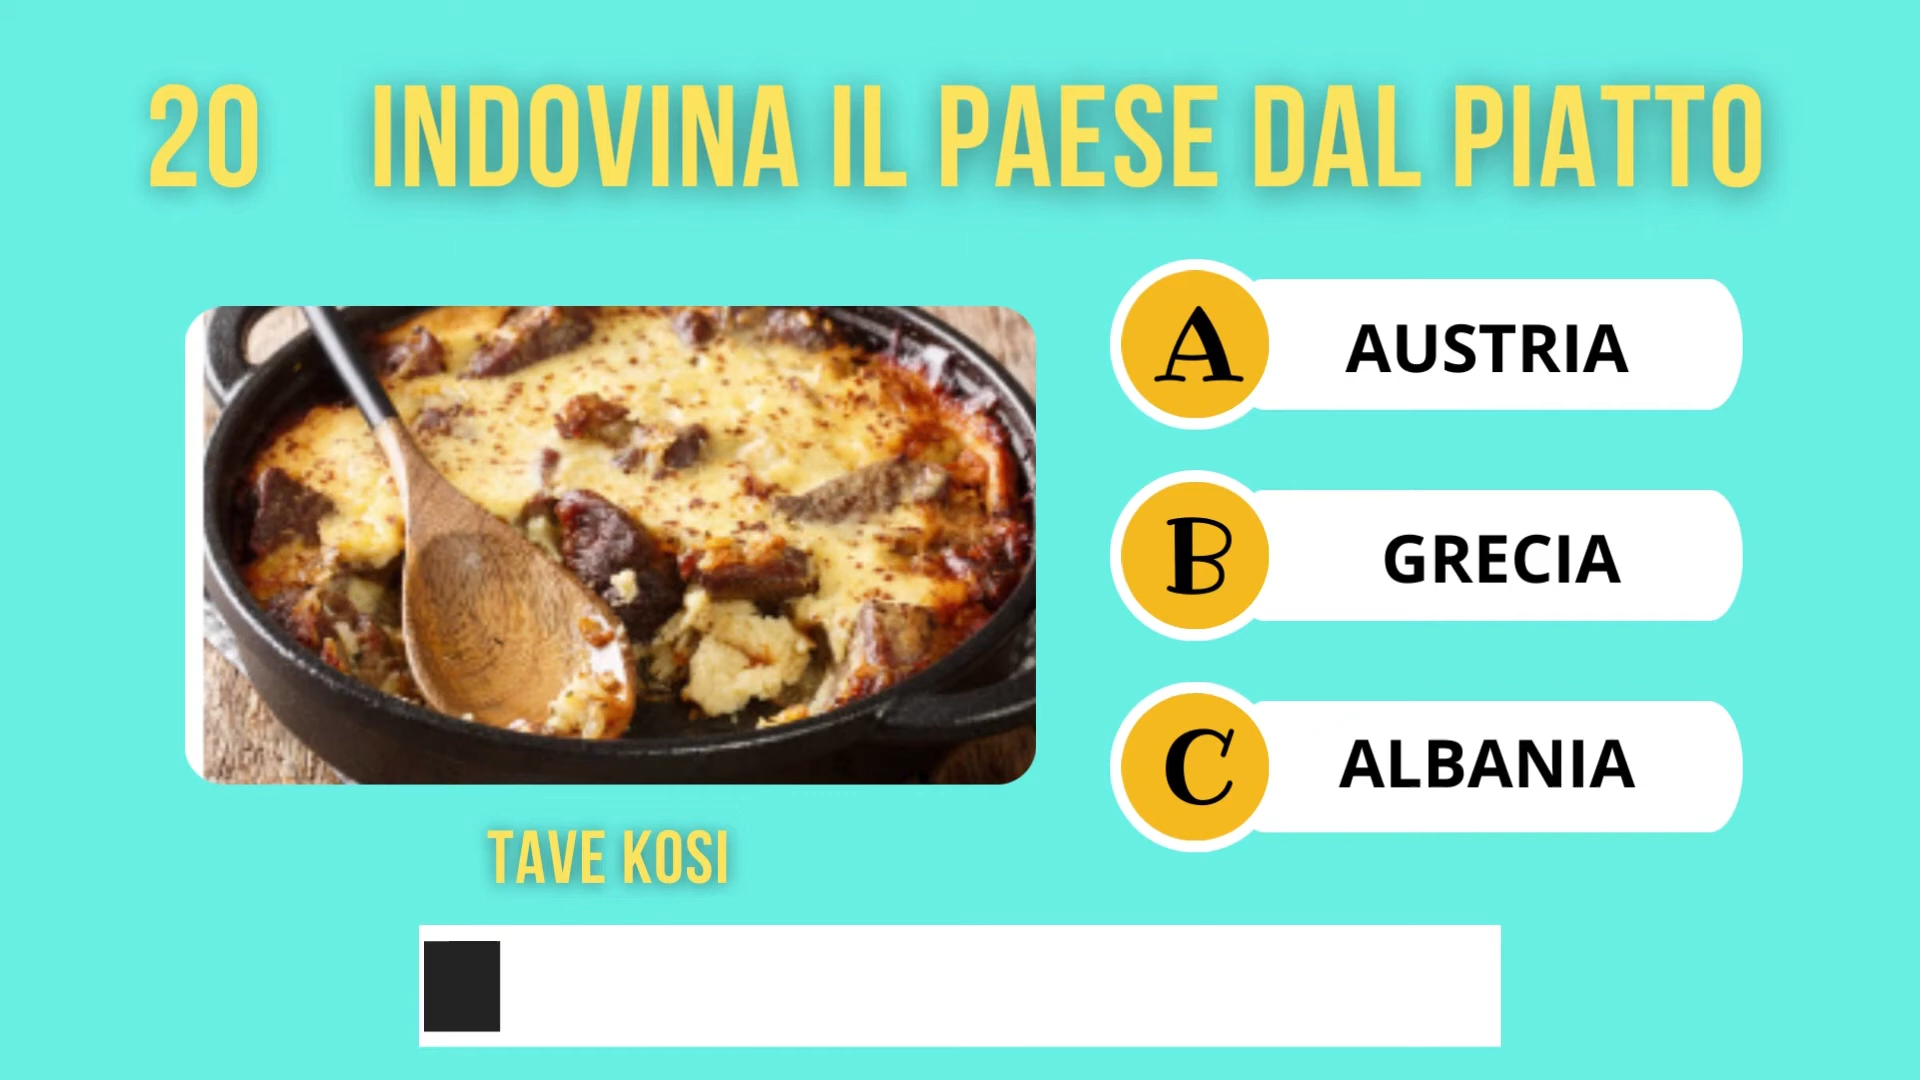 20 INDOVINA IL PAESE DAL PIATTO
A AUSTRIA
B GRECIA
C ALBANIA
TAVE KOSI